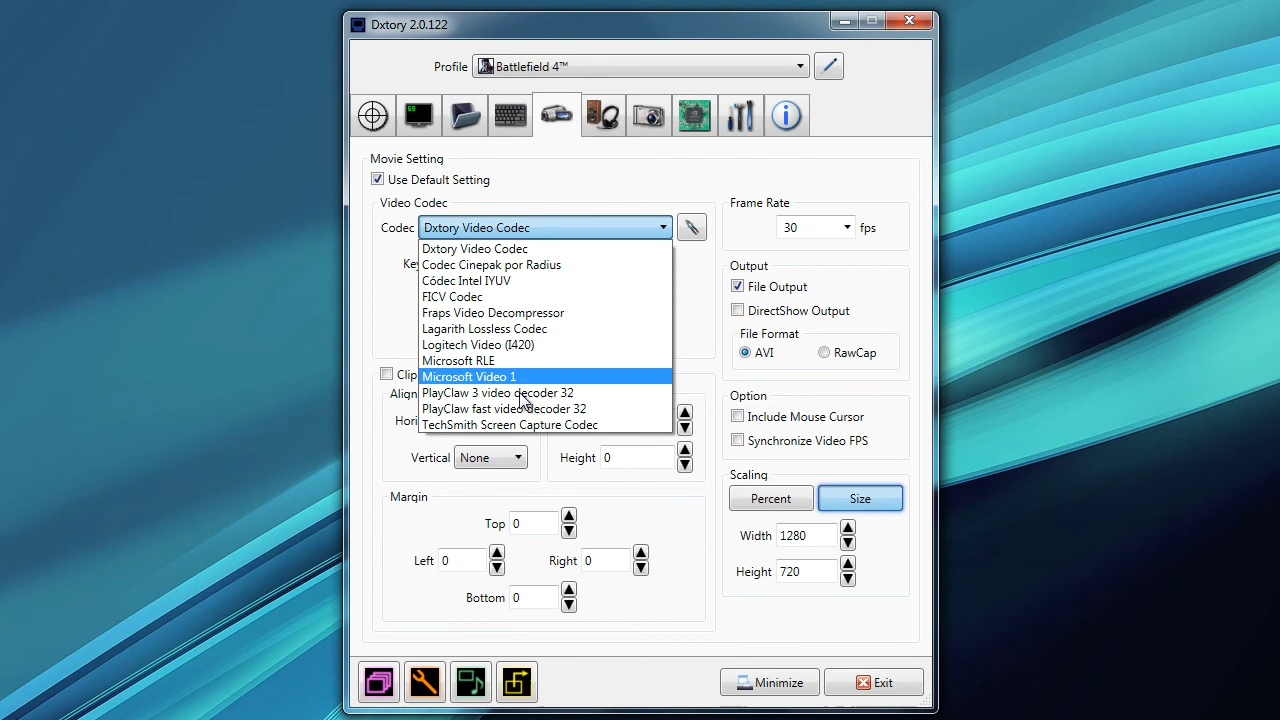 Dxtory 2.0.122
Profile Battlefield 4™
69
Movie Setting
Use Default Setting
Video Codec
Codec Dxtory Video Codec
Dxtory Video Codec
Codec Cinepak por Radius
Códec Intel IYUV
FICV Codec
Fraps Video Decompressor
Lagarith Lossless Codec
Logitech Video (I420)
Microsoft RLE
Microsoft Video 1
PlayClaw 3 video decoder 32
PlayClaw fast video decoder 32
TechSmith Screen Capture Codec
Key
Clip
Align
Hori
Vertical None
Height 0
Margin
Top 0
Left 0 Right 0
Bottom 0
Frame Rate
30 fps
Output
File Output
DirectShow Output
File Format
AVI RawCap
Option
Include Mouse Cursor
Synchronize Video FPS
Scaling
Percent Size
Width 1280
Height 720
Minimize Exit